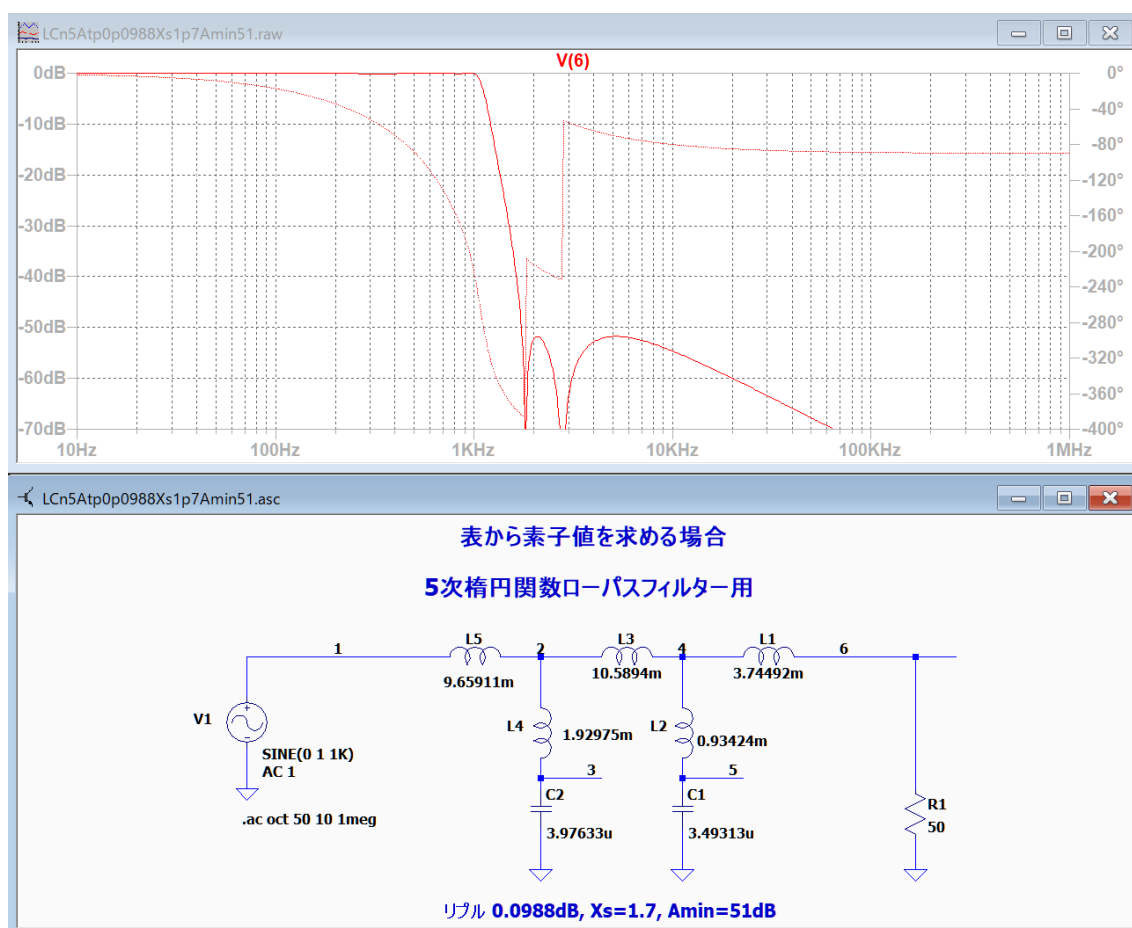 LCn5Atp0p0988Xs1p7Amin51.raw
V(6)
0dB 0°
-40°
-10dB
-80°
-20dB
-120°
-160°
-30dB
-200°
-40dB
-240°
-50dB
-280°
-320°
-60dB
-360°
-70dB -400°
10Hz 100Hz 1KHz 10KHz 100KHz 1MHz
LCn5Atp0p0988Xs1p7Amin51.asc
表から素子値を求める場合
5次楕円関数ローパスフィルター用
1 L5 2 L3 4 L1 6
9.65911m 10.5894m 3.74492m
V1 L4 1.92975m L2 0.93424m
SINE(0 1 1K)
AC 1
3 5
.ac oct 50 10 1meg
C2 C1 R1
3.97633u 3.49313u 50
リプル 0.0988dB, Xs=1.7, Amin=51dB